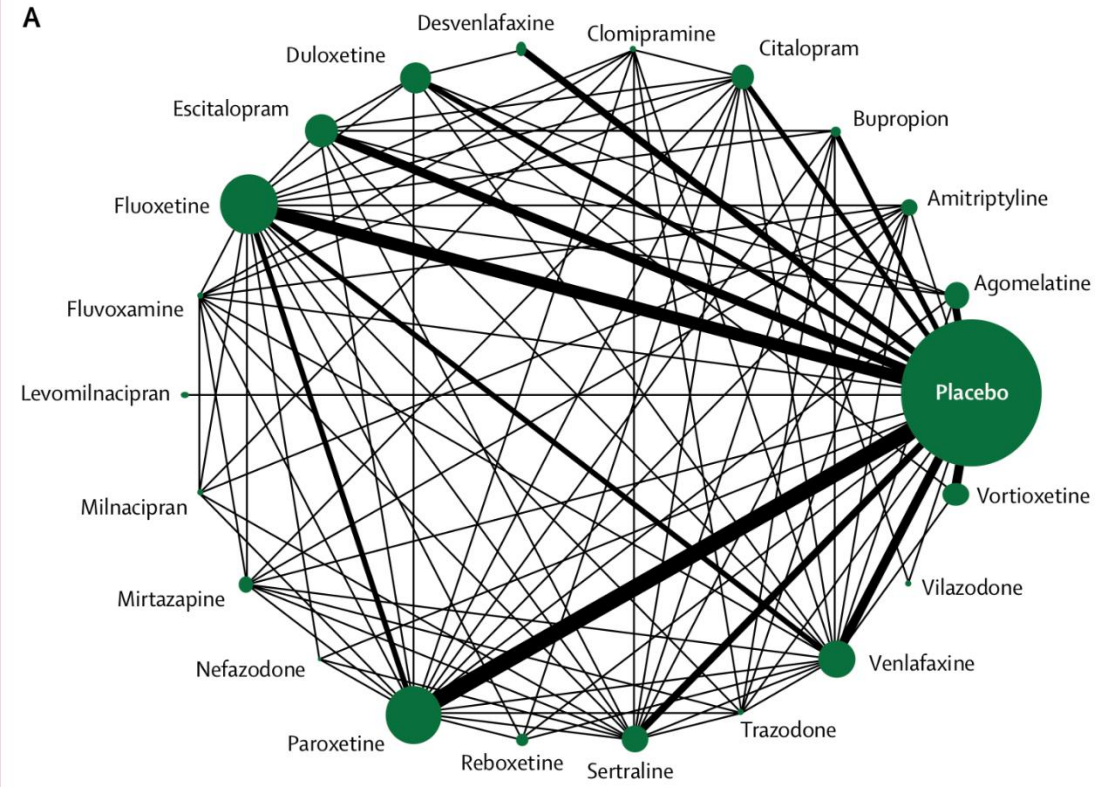 A
Desvenlafaxine
Clomipramine
Duloxetine
Citalopram
Escitalopram
Bupropion
Fluoxetine
Amitriptyline
Fluvoxamine
Agomelatine
Levomilnacipran
Placebo
Milnacipran
Vortioxetine
Mirtazapine
Vilazodone
Nefazodone
Venlafaxine
Paroxetine
Trazodone
Reboxetine
Sertraline